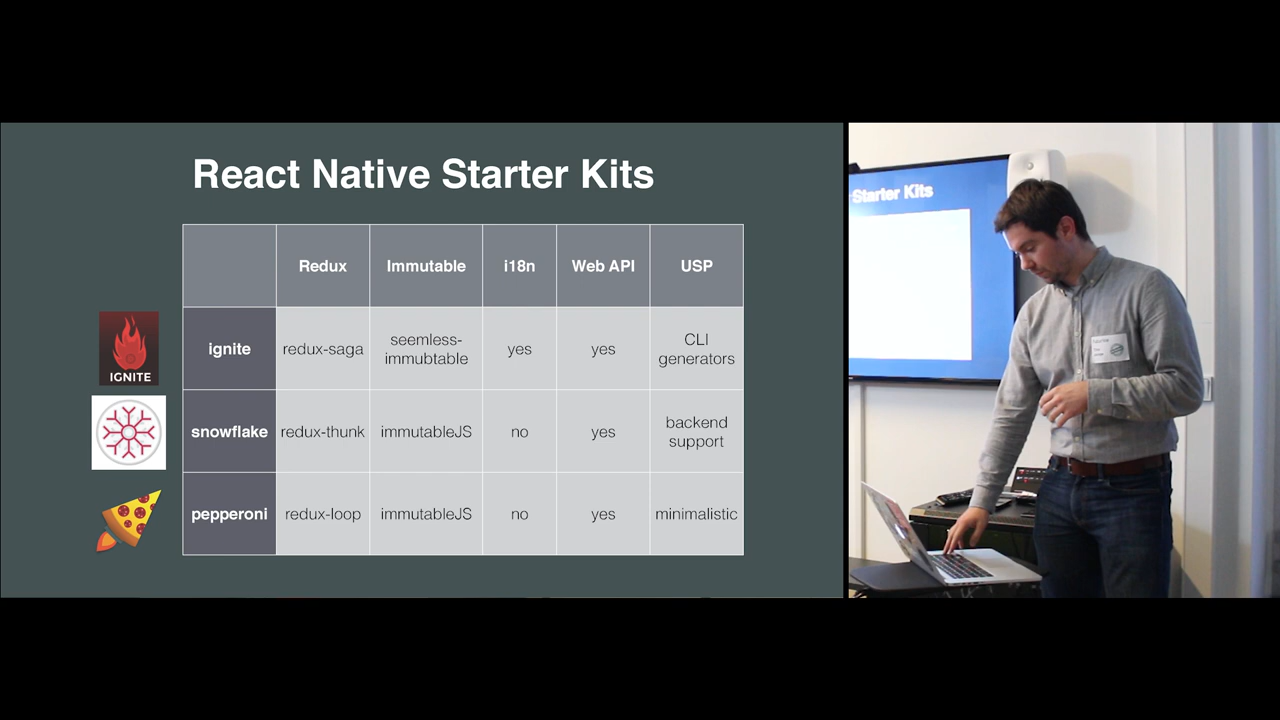 React Native Starter Kits
Redux Immutable i18n Web API USP
IGNITE
ignite redux-saga seemless-immubtable yes yes CLI generators
snowflake redux-thunk immutableJS no yes backend support
pepperoni redux-loop immutableJS no yes minimalistic
Starter Kits